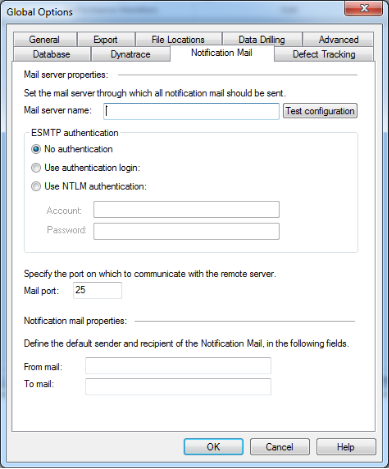 Global Options
General Export File Locations Data Drilling Advanced
Database Dynatrace Notification Mail Defect Tracking
Mail server properties:
Set the mail server through which all notification mail should be sent.
Mail server name: Test configuration
ESMTP authentication
No authentication
Use authentication login:
Use NTLM authentication:
Account:
Password:
Specify the port on which to communicate with the remote server.
Mail port: 25
Notification mail properties:
Define the default sender and recipient of the Notification Mail, in the following fields.
From mail:
To mail:
OK Cancel Help